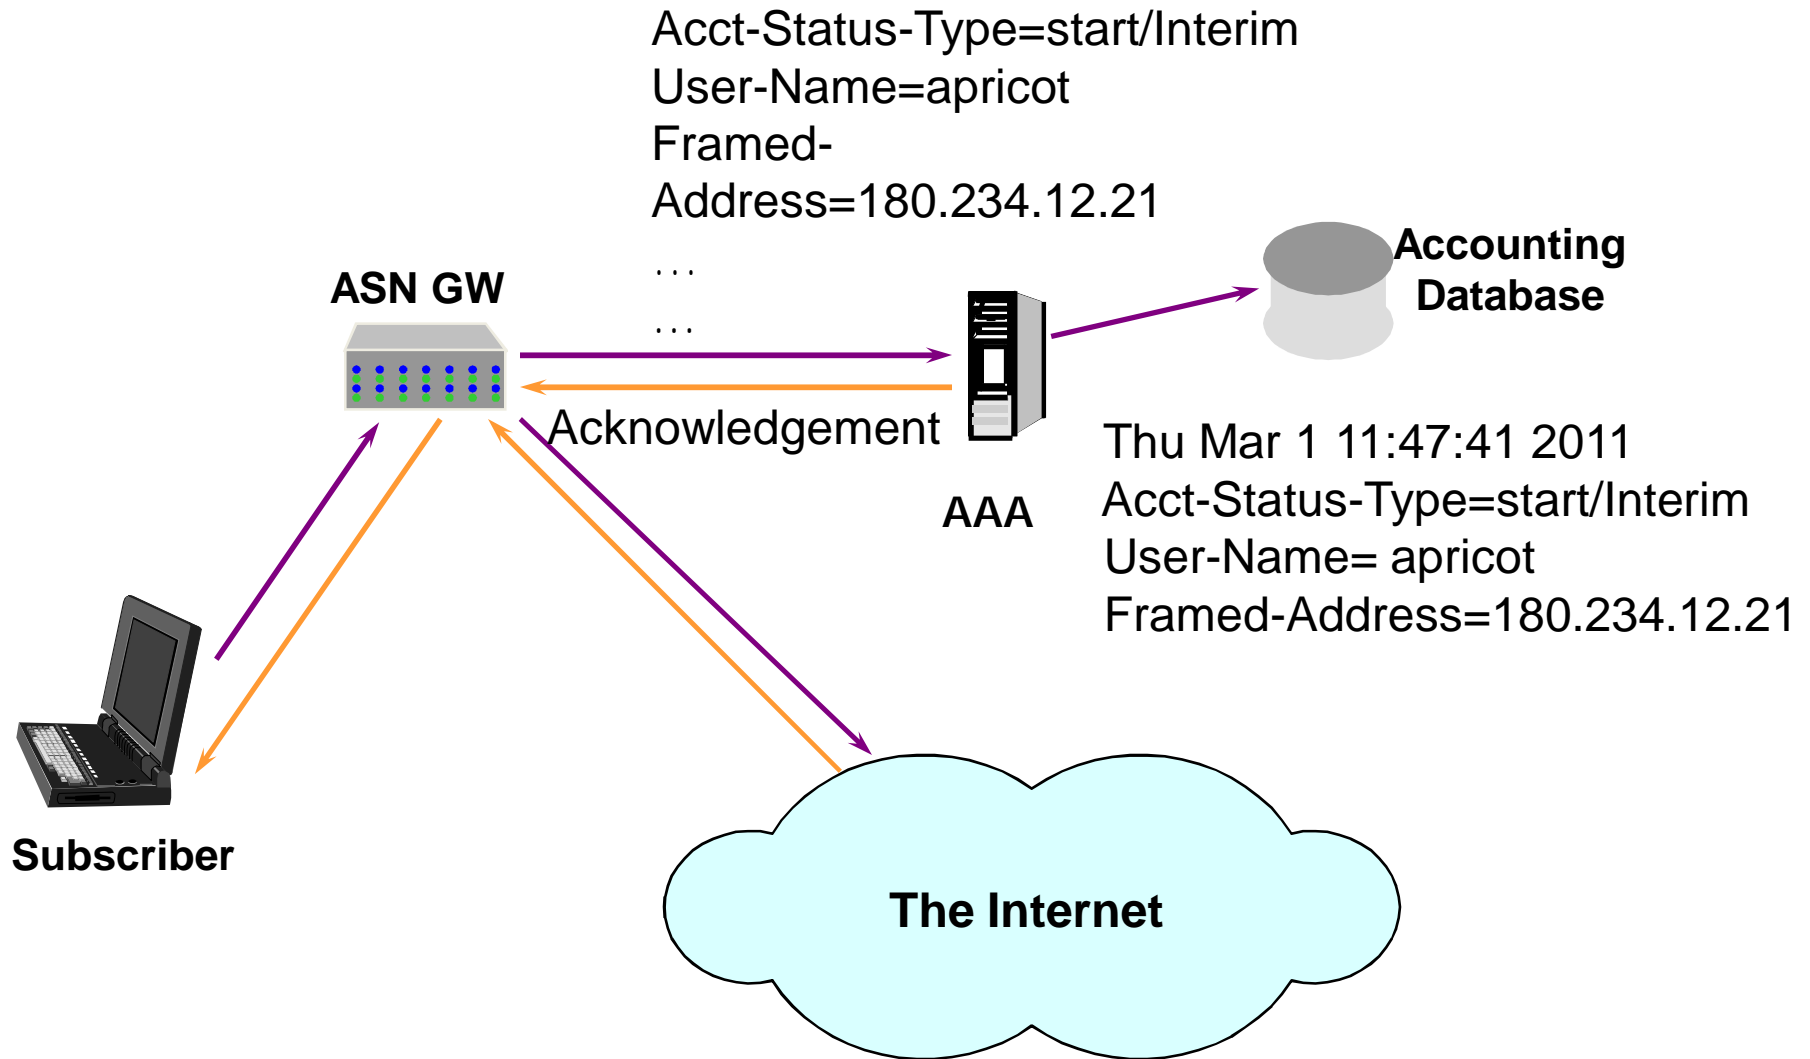 Acct-Status-Type=start/Interim
User-Name=apricot
Framed-
Address=180.234.12.21
...
...
ASN GW
Accounting
Database
Acknowledgement
AAA
Thu Mar 1 11:47:41 2011
Acct-Status-Type=start/Interim
User-Name= apricot
Framed-Address=180.234.12.21
Subscriber
The Internet